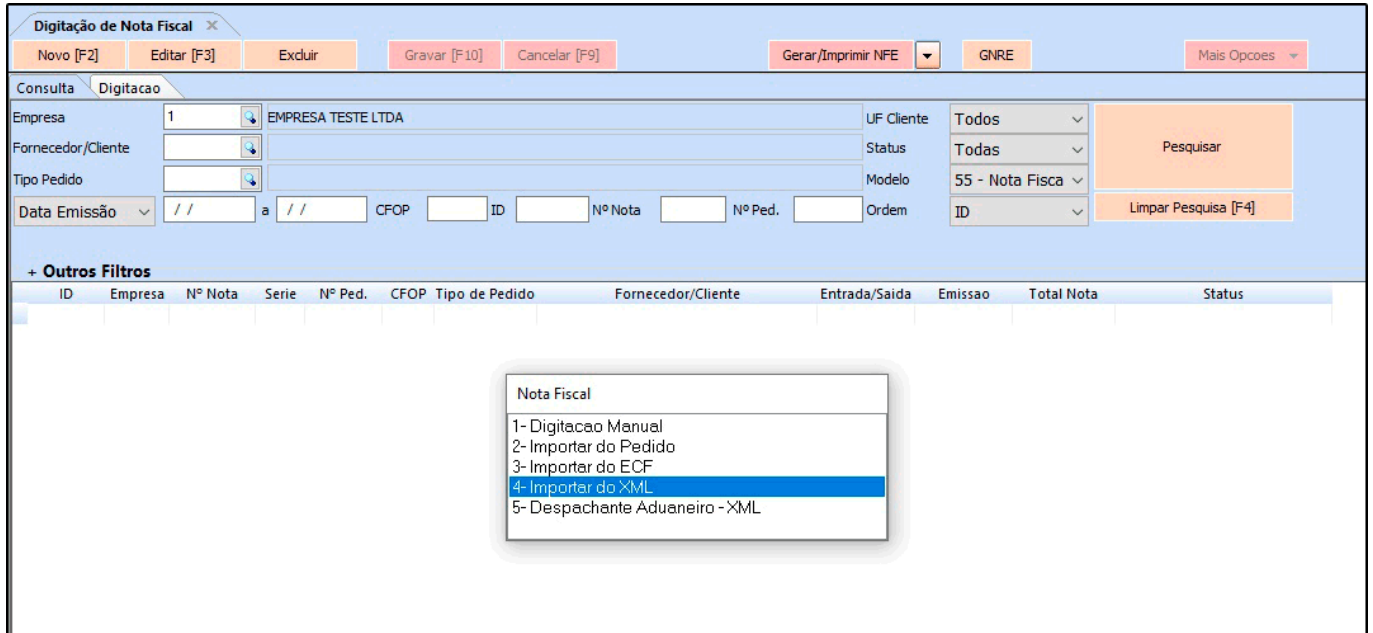 Digitação de Nota Fiscal
Novo [F2] Editar [F3] Excluir Gravar [F10] Cancelar [F9] Gerar/Imprimir NFE GNRE Mais Opcoes
Consulta Digitacao
Empresa 1 EMPRESA TESTE LTDA UF Cliente Todos
Fornecedor/Cliente Status Todas Pesquisar
Tipo Pedido Modelo 55 - Nota Fisca
Data Emissão / / a / / CFOP ID Nº Nota Nº Ped. Ordem ID Limpar Pesquisa [F4]
+ Outros Filtros
ID Empresa Nº Nota Serie Nº Ped. CFOP Tipo de Pedido Fornecedor/Cliente Entrada/Saida Emissao Total Nota Status
Nota Fiscal
1- Digitacao Manual
2- Importar do Pedido
3- Importar do ECF
4- Importar do XML
5- Despachante Aduaneiro - XML